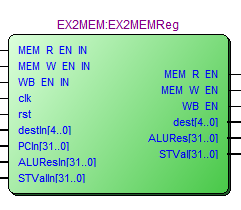 EX2MEM:EX2MEMReg
MEM_R_EN_IN
MEM_W_EN_IN
WB_EN_IN
clk
rst
destIn[4..0]
PCIn[31..0]
ALUResIn[31..0]
STValIn[31..0]
MEM_R_EN
MEM_W_EN
WB_EN
dest[4..0]
ALURes[31..0]
STVal[31..0]